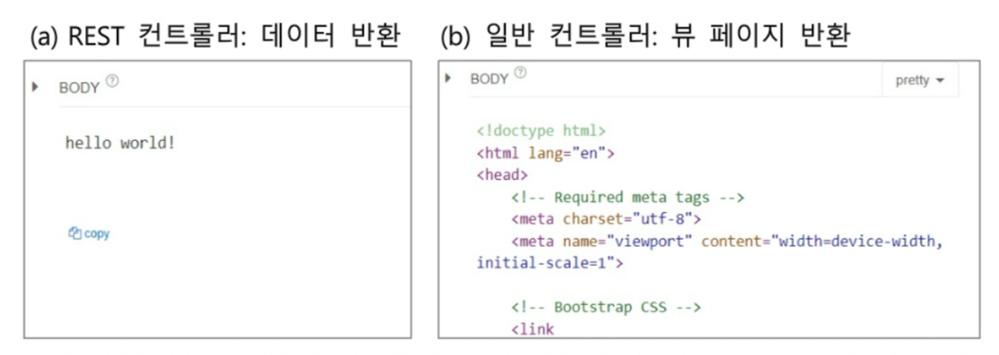 (a) REST 컨트롤러: 데이터 반환
BODY ?
hello world!
copy
(b) 일반 컨트롤러: 뷰 페이지 반환
BODY ?
pretty
<!doctype html>
<html lang="en">
<head>
<!-- Required meta tags -->
<meta charset="utf-8">
<meta name="viewport" content="width=device-width,
initial-scale=1">
<!-- Bootstrap CSS -->
<link